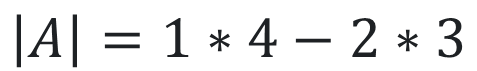 |A| = 1 * 4 − 2 * 3